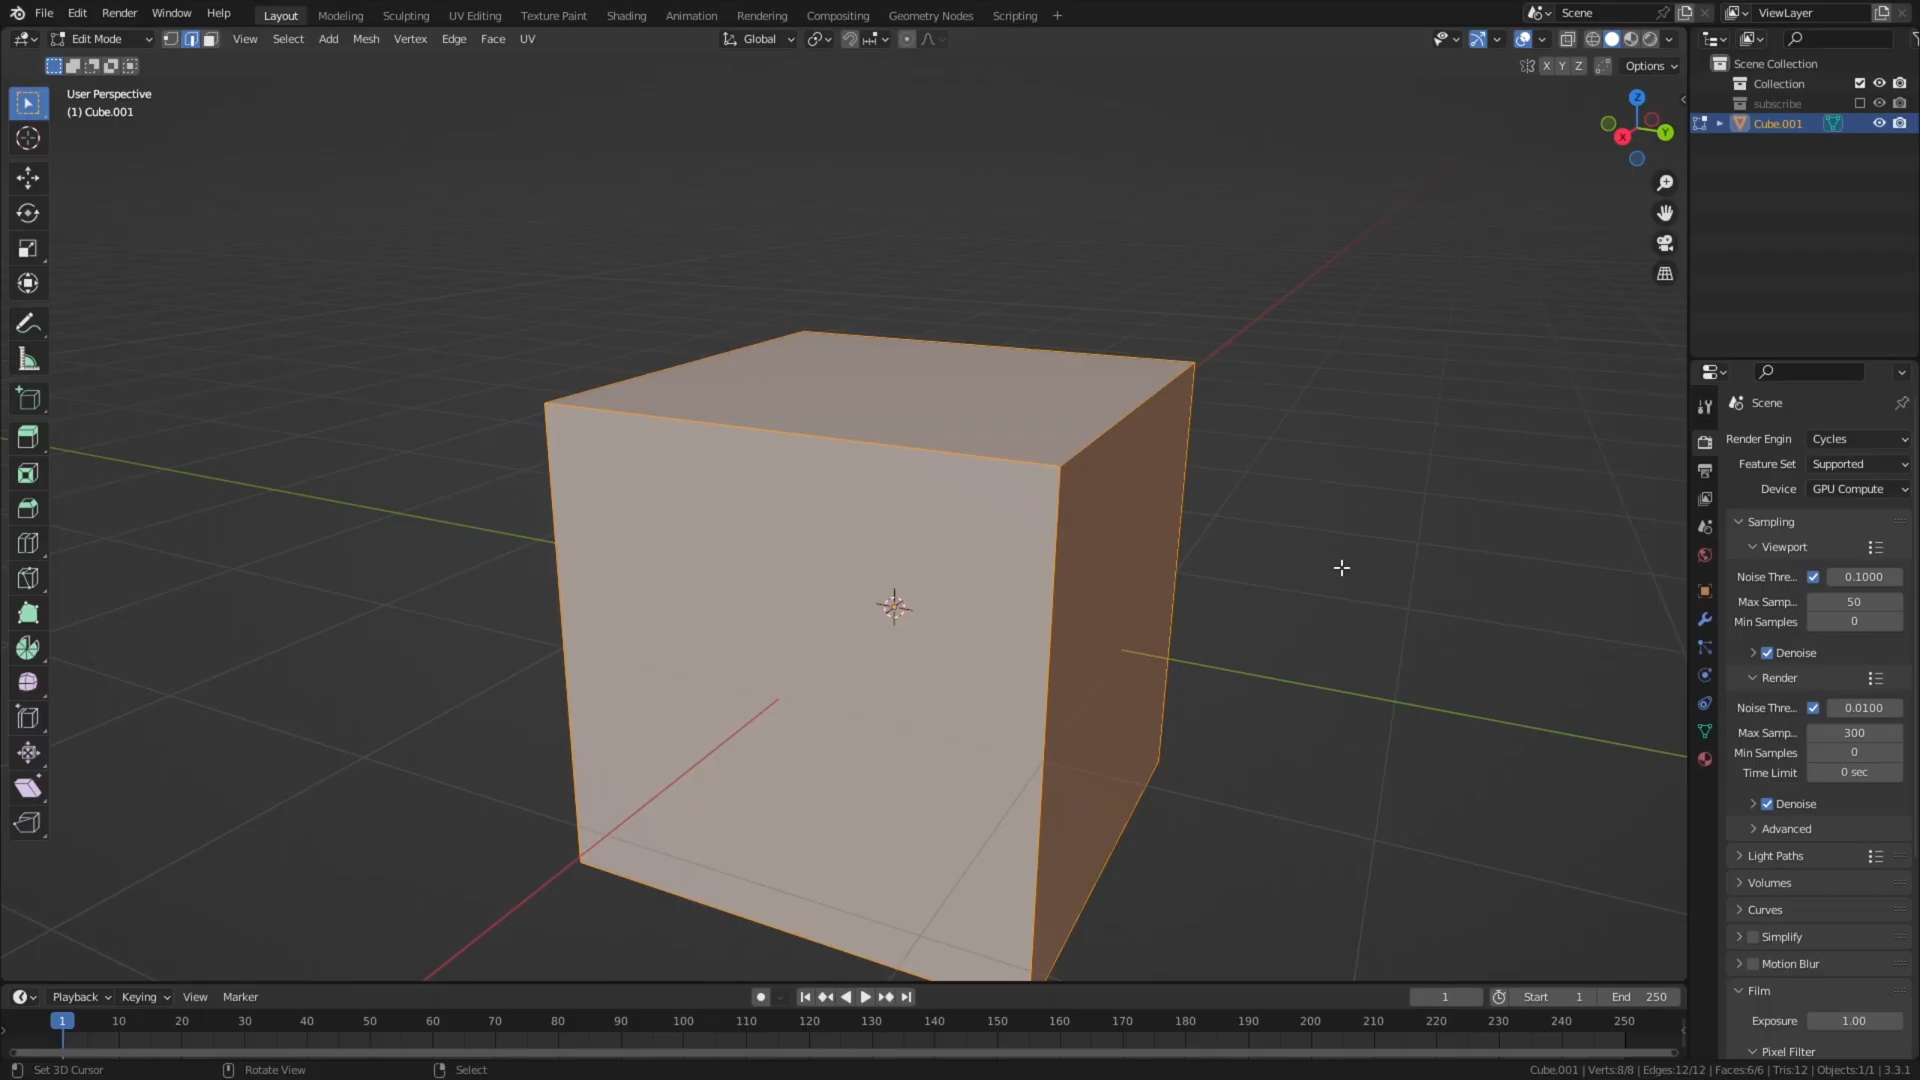 File Edit Render Window Help Layout Modeling Sculpting UV Editing Texture Paint Shading Animation Rendering Compositing Geometry Nodes Scripting + Scene ViewLayer
Edit Mode View Select Add Mesh Vertex Edge Face UV Global
X Y Z Options
User Perspective
(1) Cube.001
Z
Y
X
Scene Collection
Collection
subscribe
Cube.001
Scene
Render Engin Cycles
Feature Set Supported
Device GPU Compute
Sampling
Viewport
Noise Thre... 0.1000
Max Samp... 50
Min Samples 0
Denoise
Render
Noise Thre... 0.0100
Max Samp... 300
Min Samples 0
Time Limit 0 sec
Denoise
Advanced
Light Paths
Volumes
Curves
Simplify
Motion Blur
Film
Exposure 1.00
Pixel Filter
Playback Keying View Marker 1 Start 1 End 250
1 10 20 30 40 50 60 70 80 90 100 110 120 130 140 150 160 170 180 190 200 210 220 230 240 250
Set 3D Cursor Rotate View Select Cube.001 | Verts:8/8 | Edges:12/12 | Faces:6/6 | Tris:12 | Objects:1/1 | 3.3.1